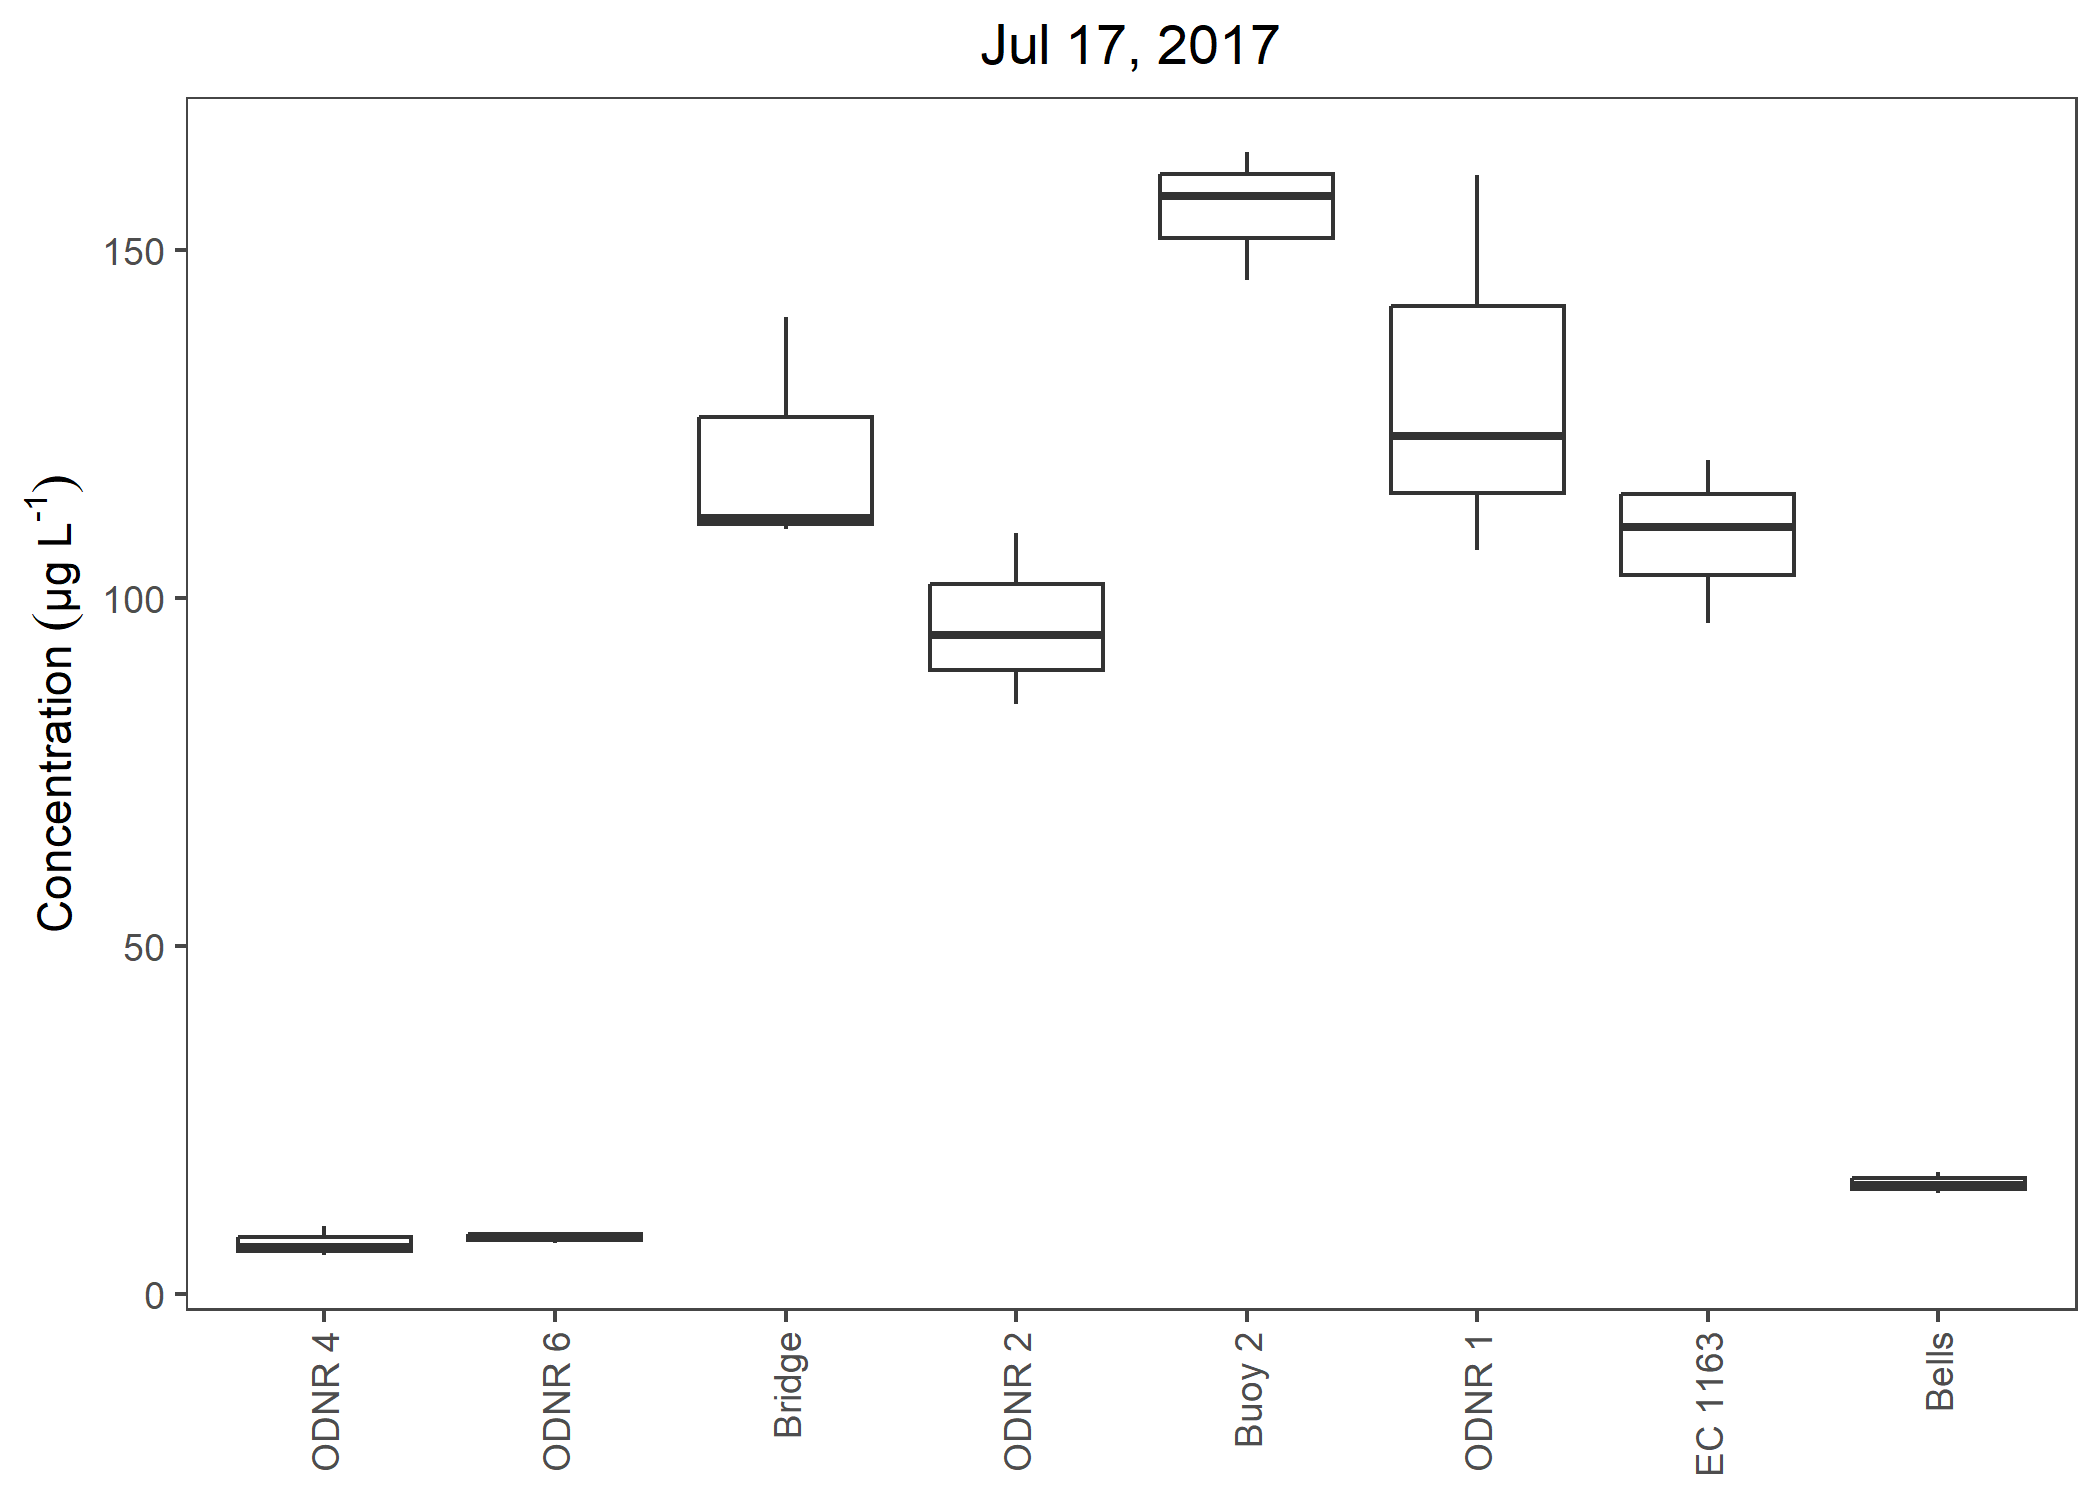 Jul 17, 2017
Concentration (µg L⁻¹)
150
100
50
0
ODNR 4
ODNR 6
Bridge
ODNR 2
Buoy 2
ODNR 1
EC 1163
Bells